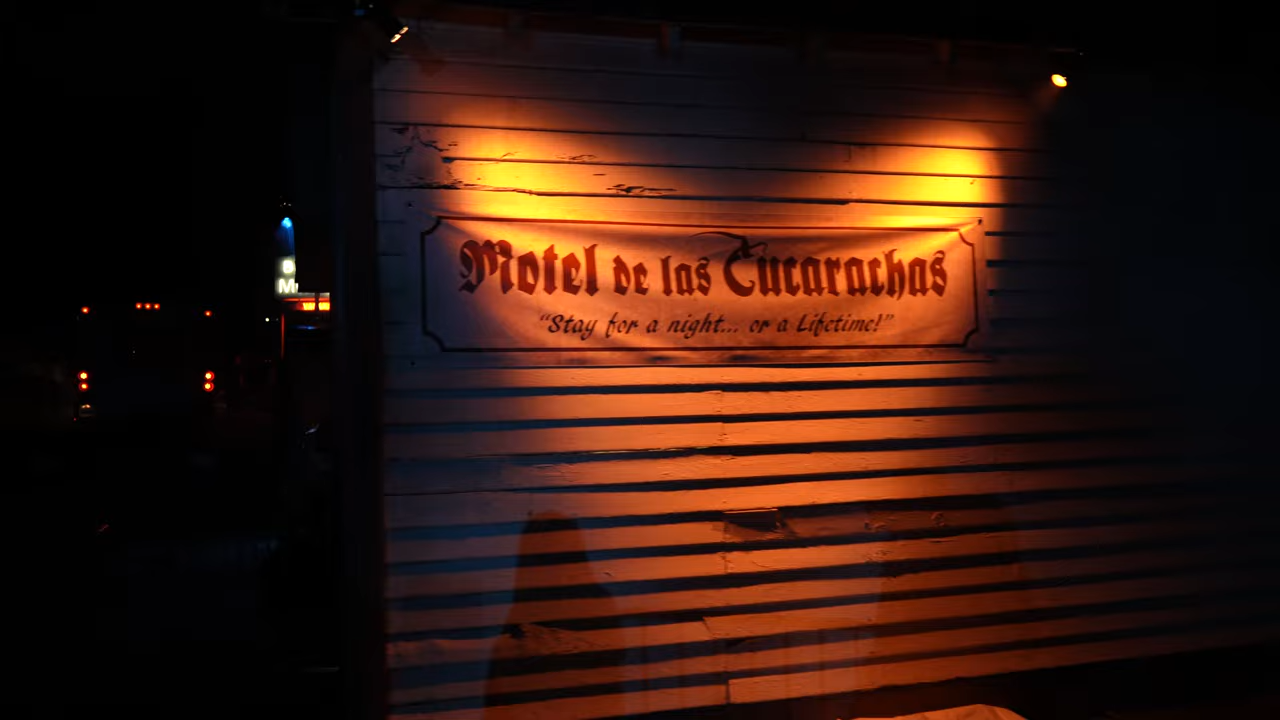 Motel de las Cucarachas
“Stay for a night... or a Lifetime!”